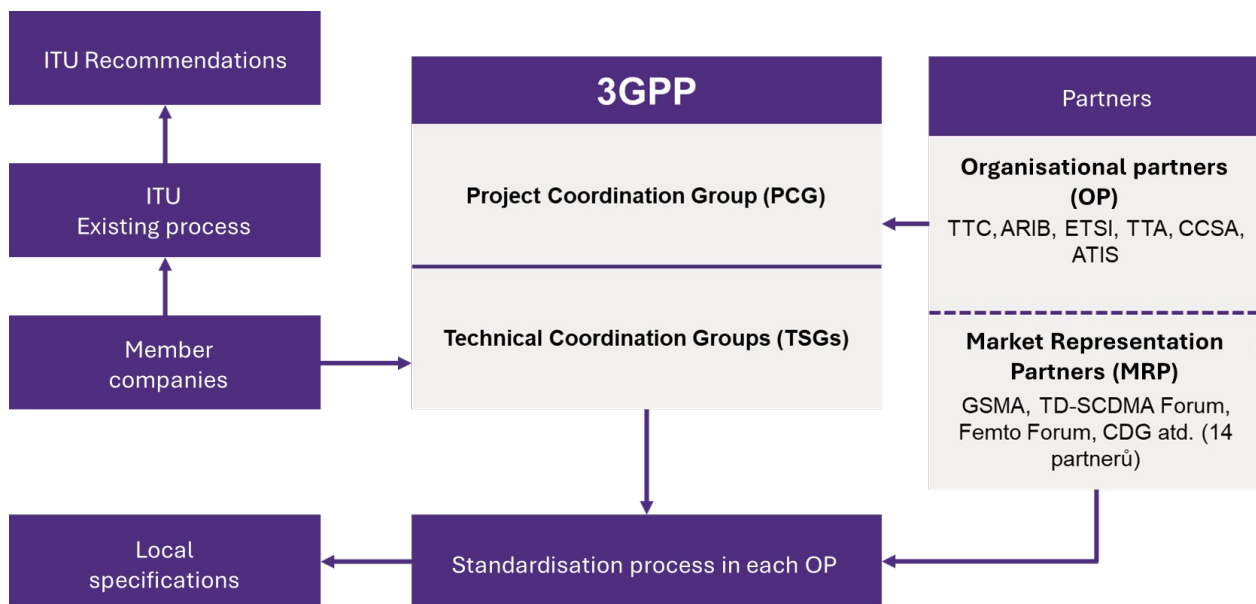 ITU Recommendations
ITU
Existing process
Member
companies
Local
specifications
3GPP
Project Coordination Group (PCG)
Technical Coordination Groups (TSGs)
Standardisation process in each OP
Partners
Organisational partners
(OP)
TTC, ARIB, ETSI, TTA, CCSA,
ATIS
Market Representation
Partners (MRP)
GSMA, TD-SCDMA Forum,
Femto Forum, CDG atd. (14
partnerů)